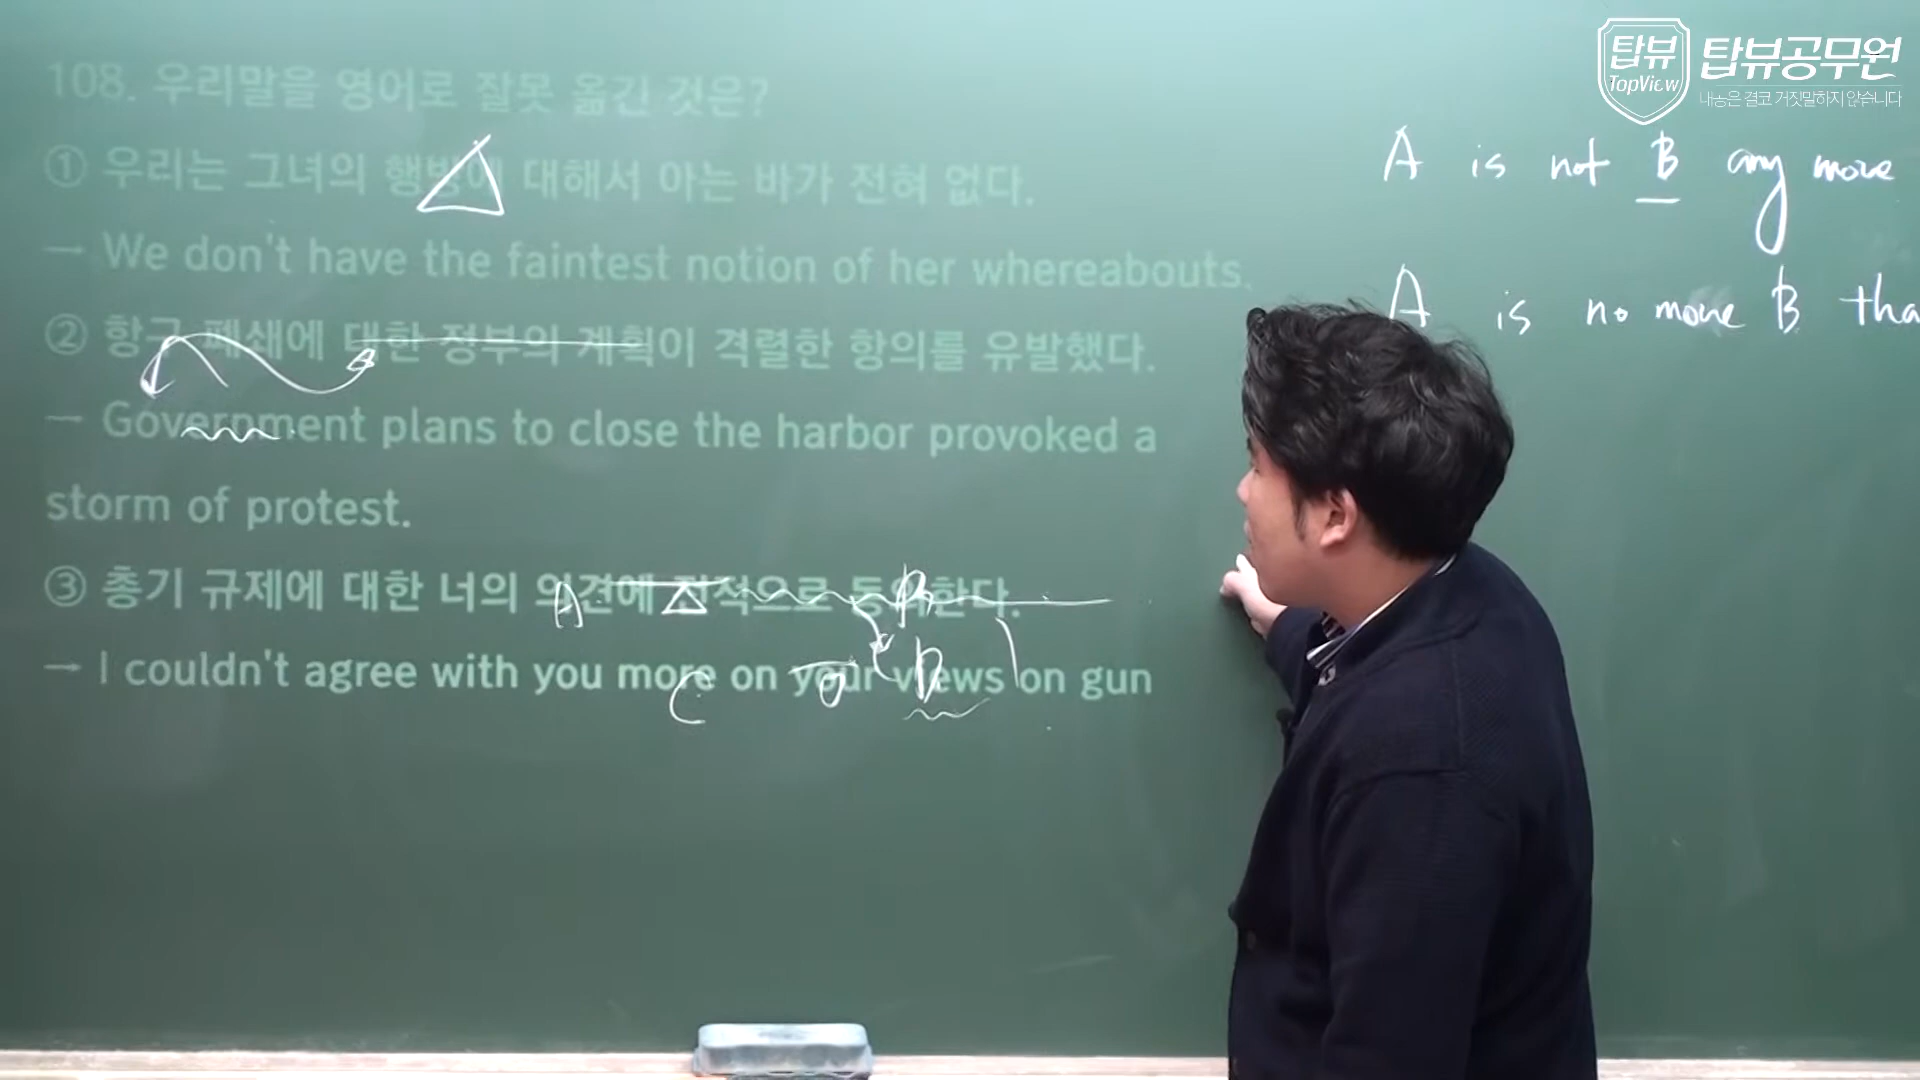 탑뷰
TopView
탑뷰공무원
내공은 결코 거짓말하지 않습니다
108. 우리말을 영어로 잘못 옮긴 것은?
① 우리는 그녀의 행방에 대해서 아는 바가 전혀 없다.
→ We don't have the faintest notion of her whereabouts.
② 항구 폐쇄에 대한 정부의 계획이 격렬한 항의를 유발했다.
→ Government plans to close the harbor provoked a
storm of protest.
③ 총기 규제에 대한 너의 의견에 전적으로 동의한다.
→ I couldn't agree with you more on your views on gun
A is not B any more
A is no more B tha
A
B
C
B